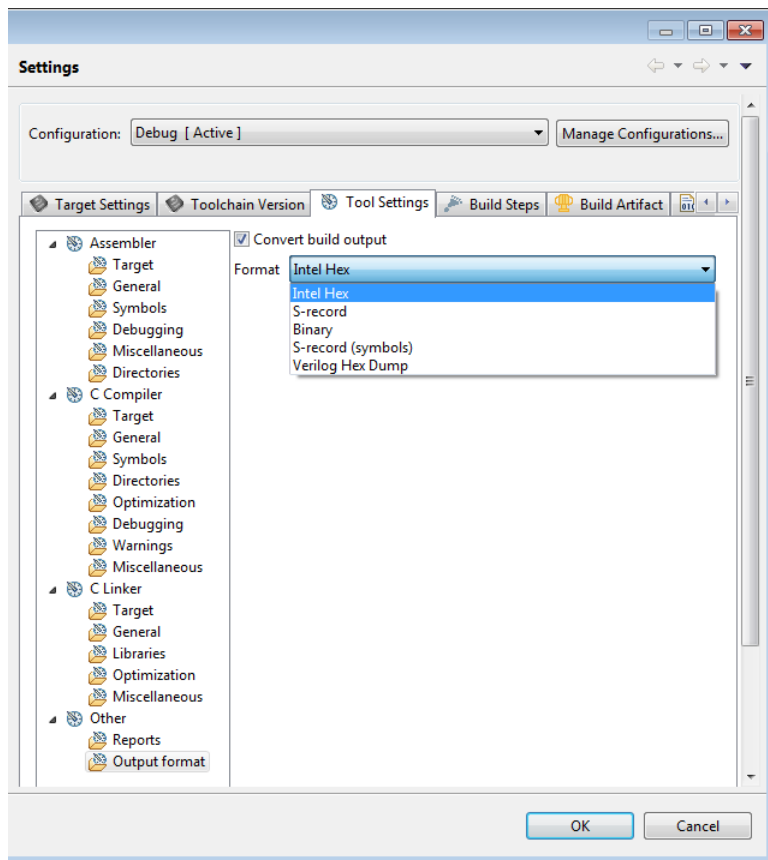 Settings
Configuration: Debug [ Active ] Manage Configurations...
Target Settings Toolchain Version Tool Settings Build Steps Build Artifact
Assembler
Target
General
Symbols
Debugging
Miscellaneous
Directories
C Compiler
Target
General
Symbols
Directories
Optimization
Debugging
Warnings
Miscellaneous
C Linker
Target
General
Libraries
Optimization
Miscellaneous
Other
Reports
Output format
Convert build output
Format Intel Hex
Intel Hex
S-record
Binary
S-record (symbols)
Verilog Hex Dump
OK Cancel